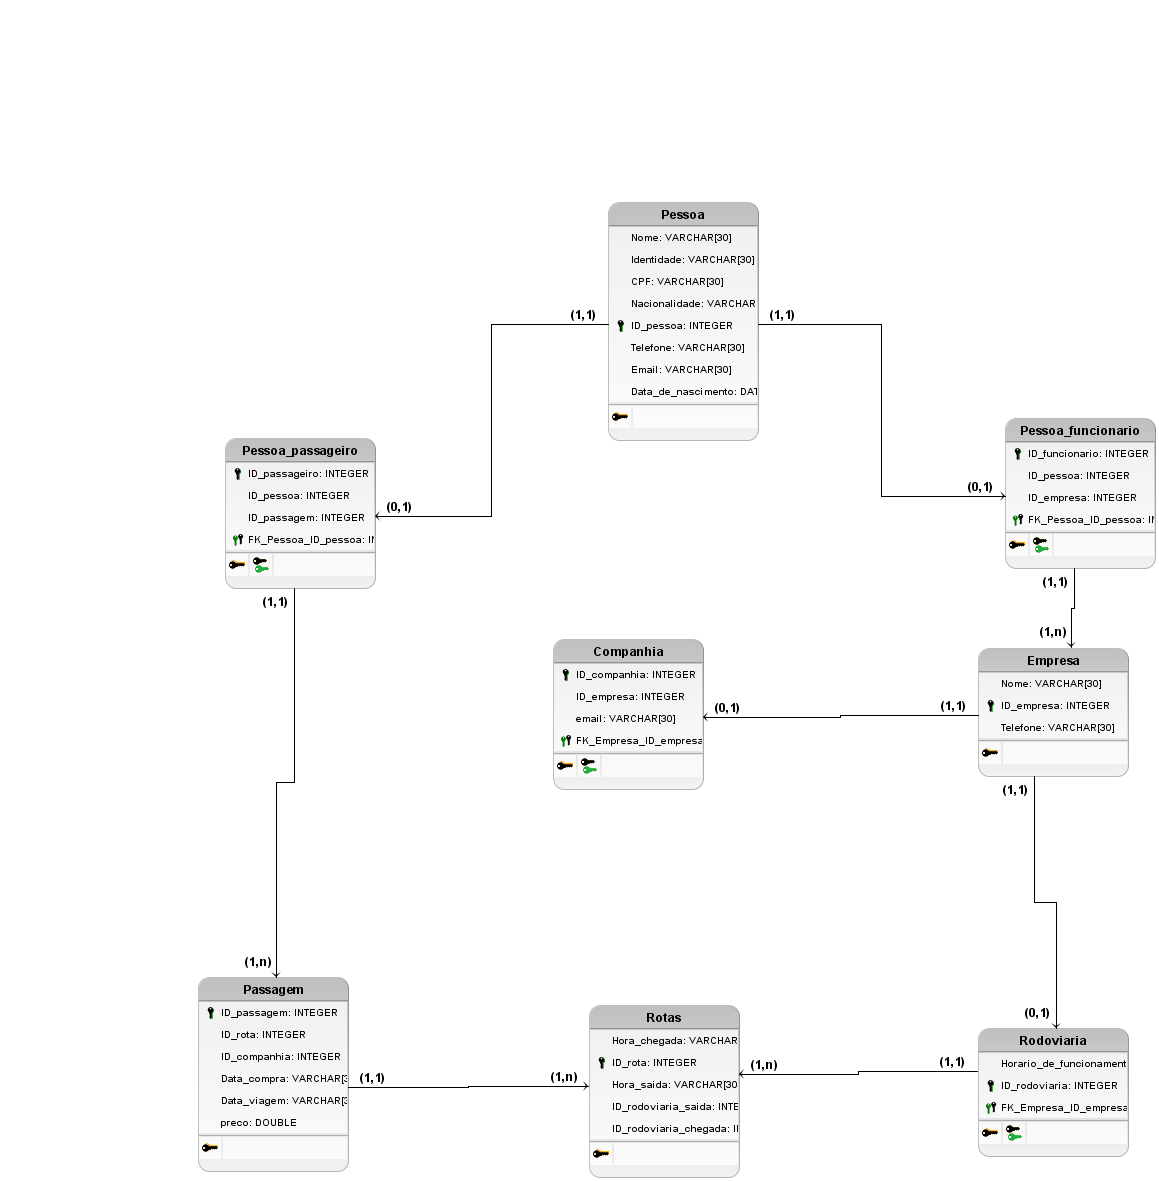 Pessoa
Nome: VARCHAR[30]
Identidade: VARCHAR[30]
CPF: VARCHAR[30]
Nacionalidade: VARCHAR
ID_pessoa: INTEGER
Telefone: VARCHAR[30]
Email: VARCHAR[30]
Data_de_nascimento: DAT
(1,1)
(1,1)
Pessoa_passageiro
ID_passageiro: INTEGER
ID_pessoa: INTEGER
ID_passagem: INTEGER
FK_Pessoa_ID_pessoa: IN
(0,1)
(1,1)
Pessoa_funcionario
ID_funcionario: INTEGER
ID_pessoa: INTEGER
ID_empresa: INTEGER
FK_Pessoa_ID_pessoa: IN
(0,1)
(1,1)
(1,n)
Companhia
ID_companhia: INTEGER
ID_empresa: INTEGER
email: VARCHAR[30]
FK_Empresa_ID_empresa
(0,1)
(1,1)
Empresa
Nome: VARCHAR[30]
ID_empresa: INTEGER
Telefone: VARCHAR[30]
(1,1)
(1,n)
Passagem
ID_passagem: INTEGER
ID_rota: INTEGER
ID_companhia: INTEGER
Data_compra: VARCHAR[3
Data_viagem: VARCHAR[3
preco: DOUBLE
(1,1)
(1,n)
Rotas
Hora_chegada: VARCHAR
ID_rota: INTEGER
Hora_saida: VARCHAR[30
ID_rodoviaria_saida: INTE
ID_rodoviaria_chegada: II
(1,n)
(1,1)
(0,1)
Rodoviaria
Horario_de_funcionament
ID_rodoviaria: INTEGER
FK_Empresa_ID_empresa